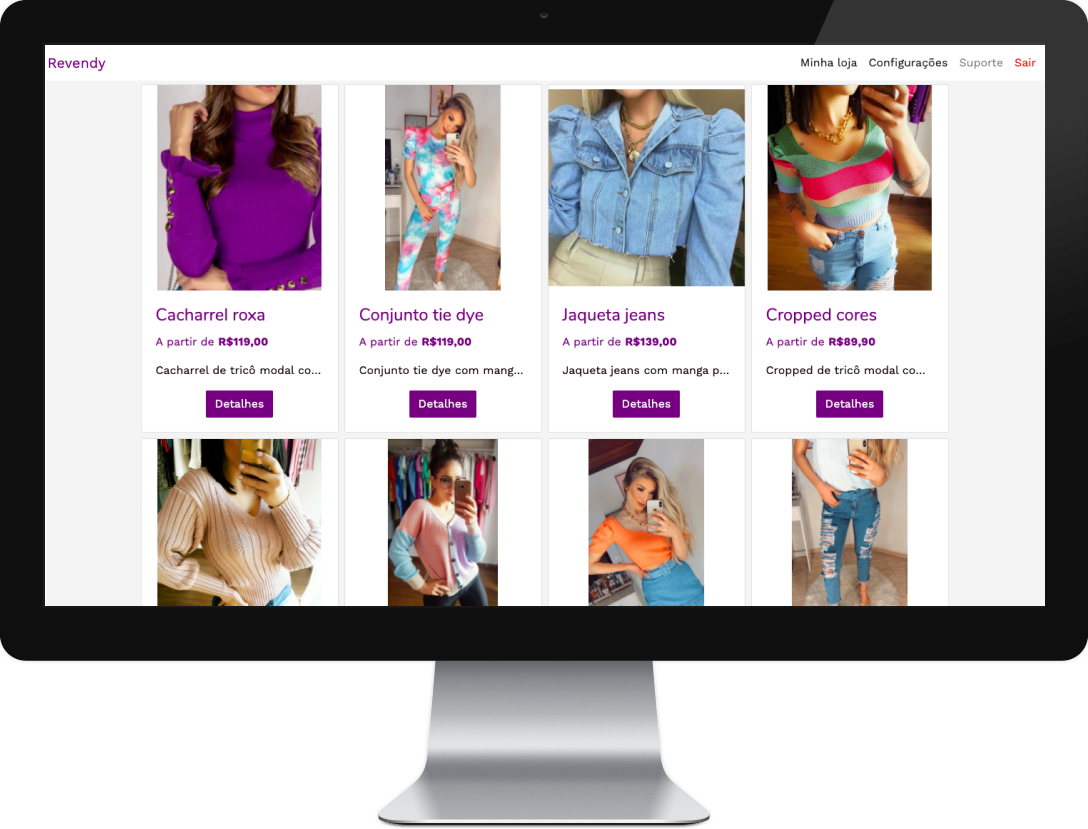 Revendy
Minha loja Configurações Suporte Sair
Cacharrel roxa
A partir de R$119,00
Cacharrel de tricô modal co...
Detalhes
Conjunto tie dye
A partir de R$119,00
Conjunto tie dye com mang...
Detalhes
Jaqueta jeans
A partir de R$139,00
Jaqueta jeans com manga p...
Detalhes
Cropped cores
A partir de R$89,90
Cropped de tricô modal co...
Detalhes